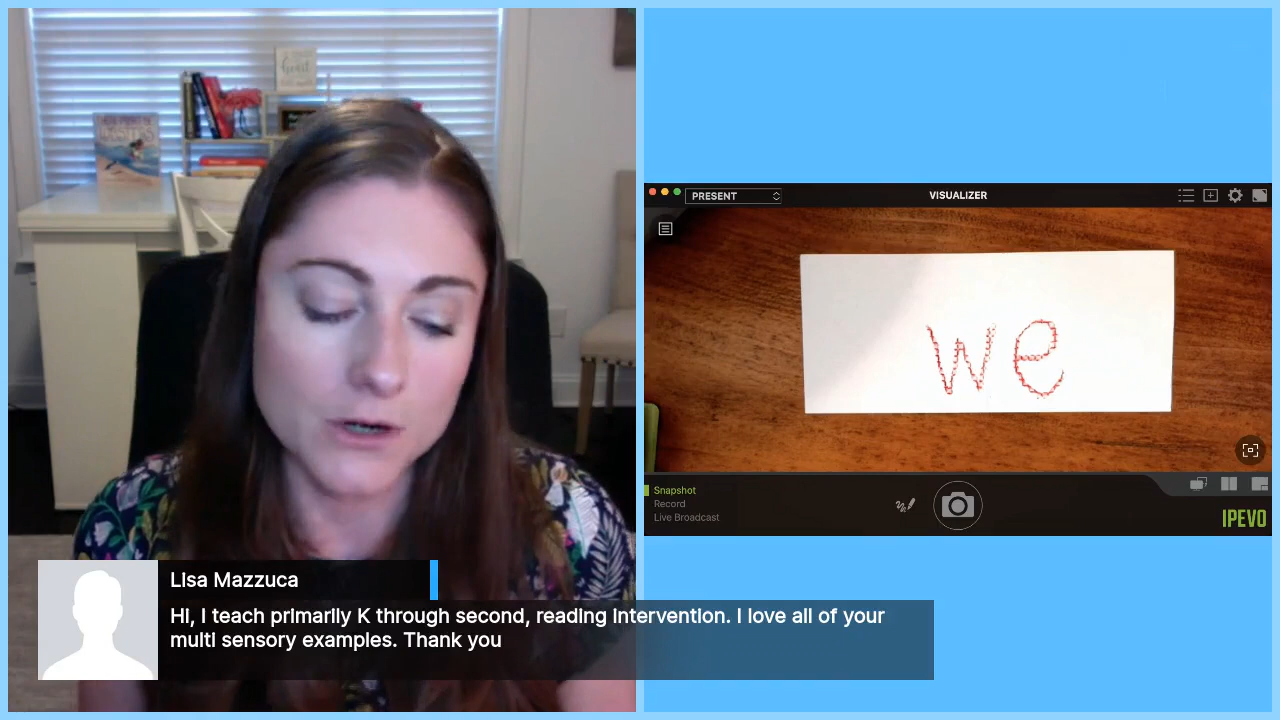 PRESENT
VISUALIZER
we
Snapshot
Record
Live Broadcast
IPEVO
Lisa Mazzuca
Hi, I teach primarily K through second, reading intervention. I love all of your
multi sensory examples. Thank you